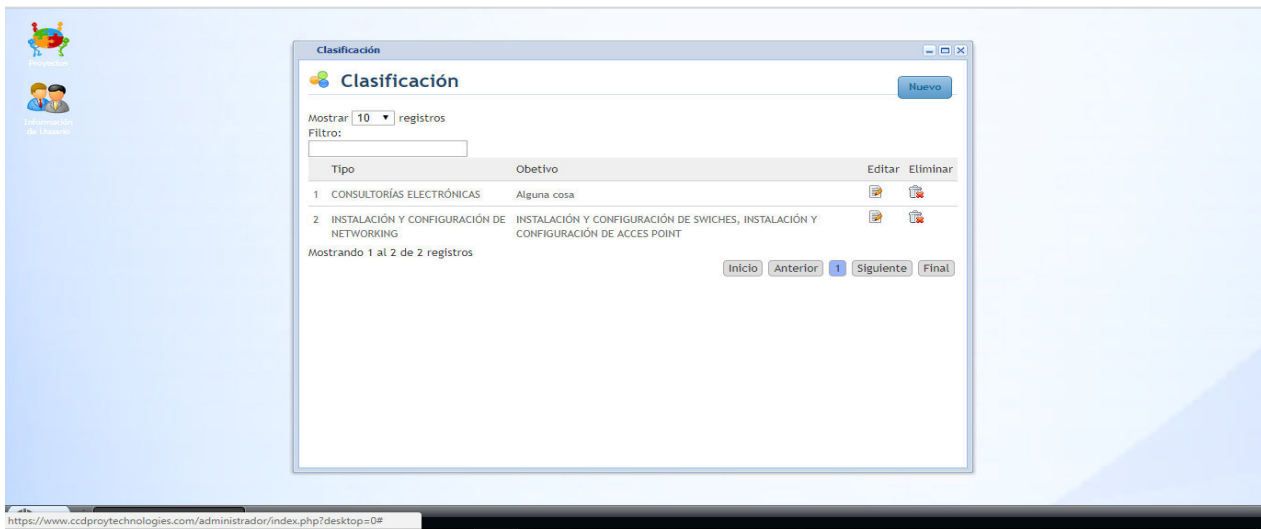 Proyectos
Información
de Usuario
Clasificación
Clasificación
Nuevo
Mostrar 10 registros
Filtro:
Tipo Obetivo Editar Eliminar
1 CONSULTORÍAS ELECTRÓNICAS Alguna cosa
2 INSTALACIÓN Y CONFIGURACIÓN DE INSTALACIÓN Y CONFIGURACIÓN DE SWICHES, INSTALACIÓN Y
NETWORKING CONFIGURACIÓN DE ACCES POINT
Mostrando 1 al 2 de 2 registros
Inicio Anterior 1 Siguiente Final
https://www.ccdproytechnologies.com/administrador/index.php?desktop=0#